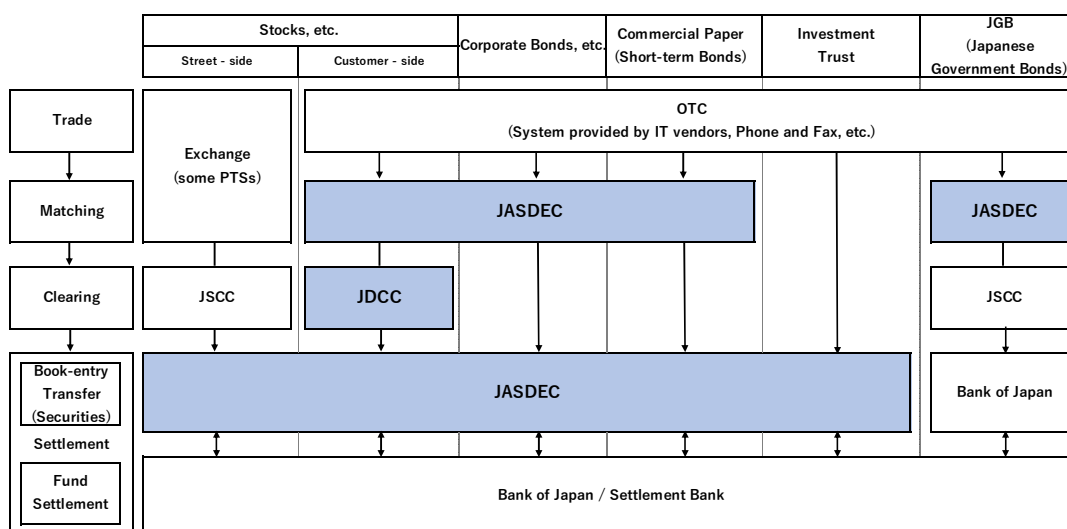 Stocks, etc.
Street - side
Customer - side
Corporate Bonds, etc.
Commercial Paper
(Short-term Bonds)
Investment
Trust
JGB
(Japanese
Government Bonds)
Trade
Exchange
(some PTSs)
OTC
(System provided by IT vendors, Phone and Fax, etc.)
Matching
JASDEC
JASDEC
Clearing
JSCC
JDCC
JSCC
Book-entry
Transfer
(Securities)
Settlement
Fund
Settlement
JASDEC
Bank of Japan
Bank of Japan / Settlement Bank